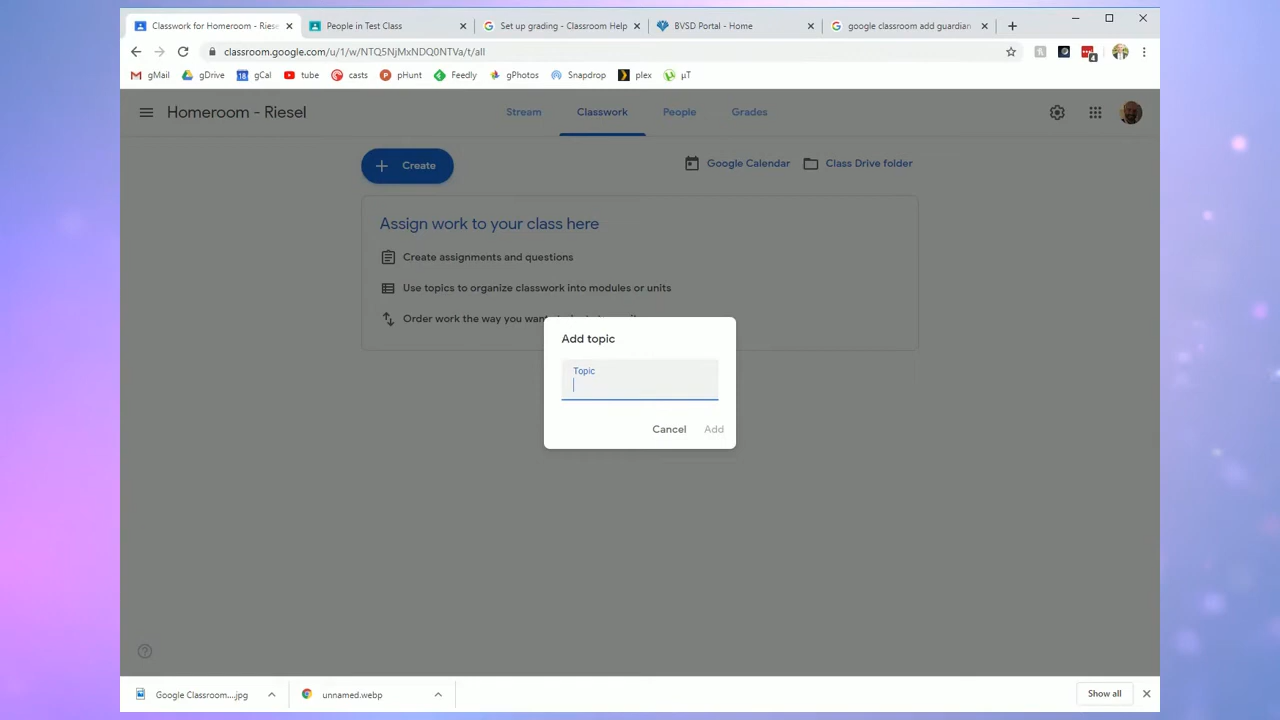 Classwork for Homeroom - Riese
People in Test Class
Set up grading - Classroom Help
BVSD Portal - Home
google classroom add guardian
classroom.google.com/u/1/w/NTQ5NjMxNDQ0NTVa/t/all
4
gMail
gDrive
18
gCal
tube
casts
pHunt
Feedly
gPhotos
Snapdrop
plex
µT
Homeroom - Riesel
Stream
Classwork
People
Grades
Create
Google Calendar
Class Drive folder
Assign work to your class here
Create assignments and questions
Use topics to organize classwork into modules or units
Order work the way you want
Add topic
Topic
Cancel
Add
Google Classroom....jpg
unnamed.webp
Show all